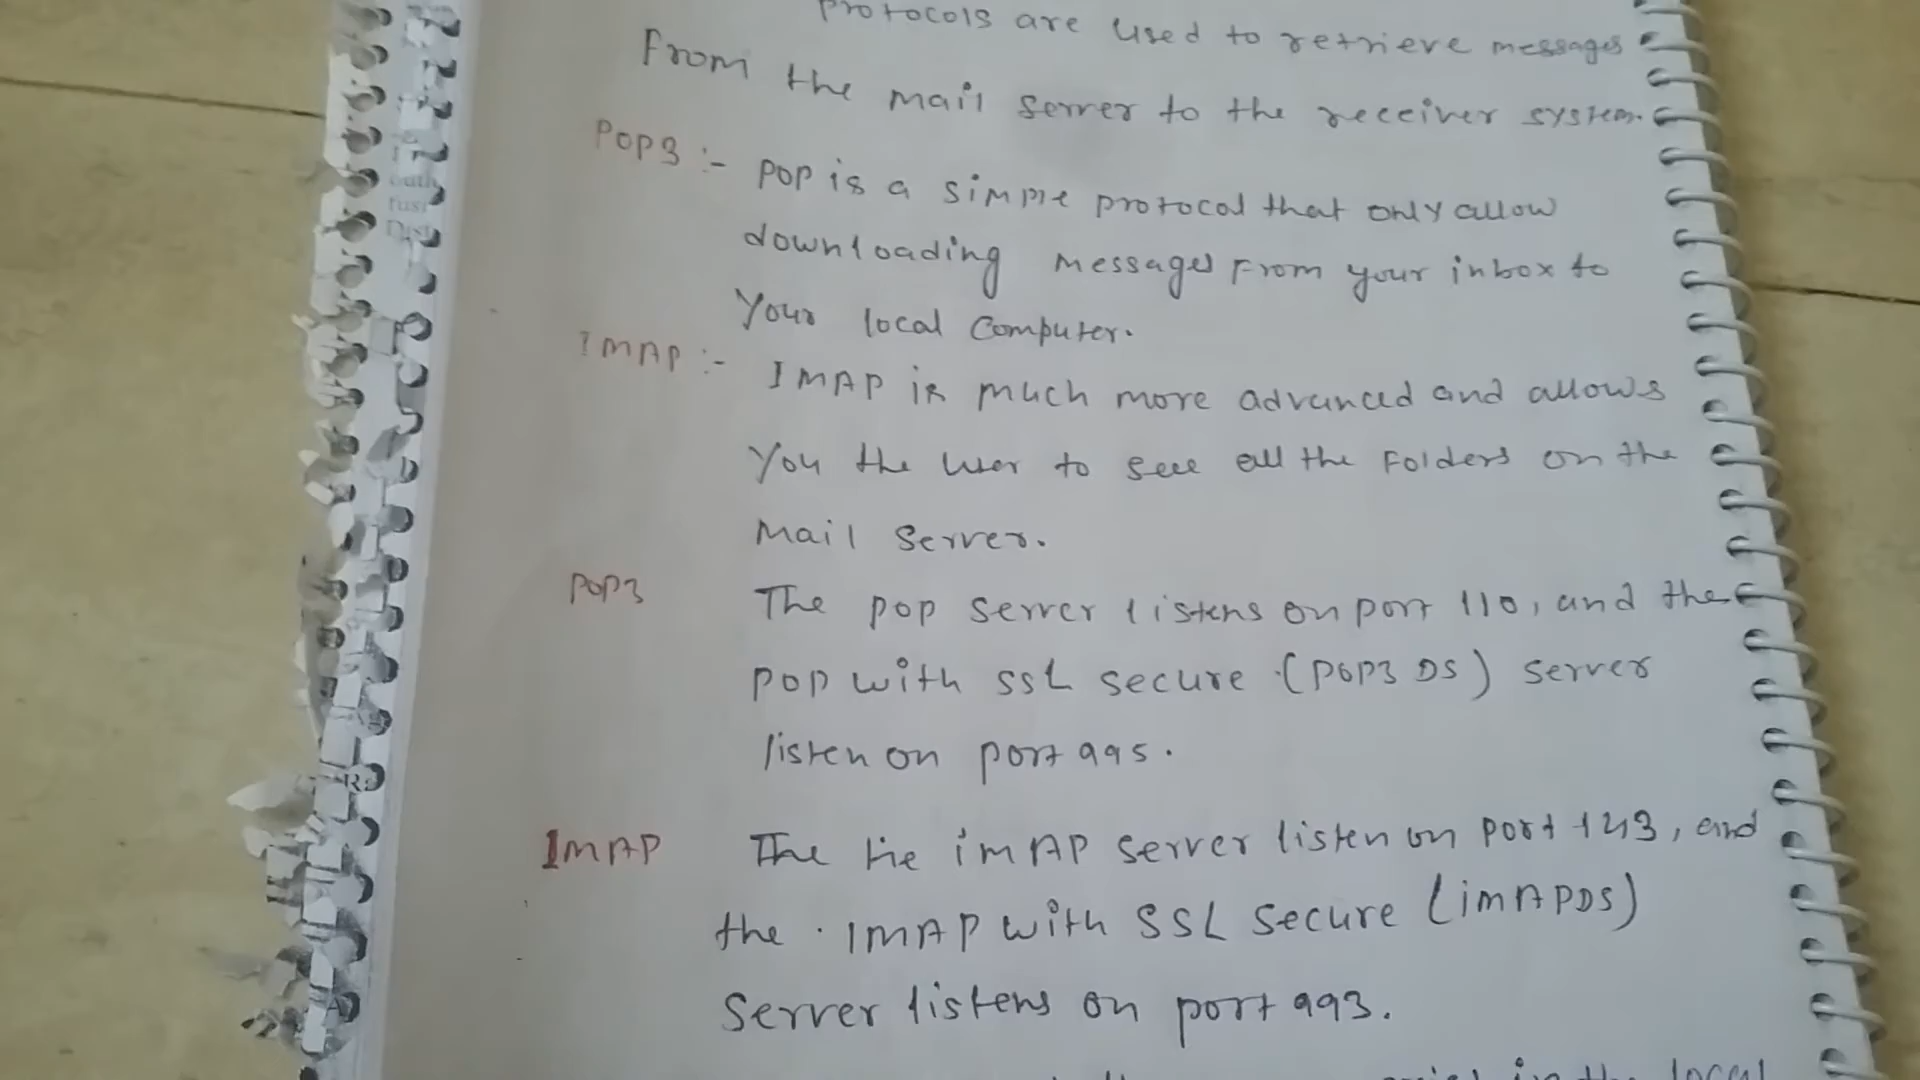 Protocols are used to retrieve messages
From the mail server to the receiver system.
POP3 :- POP is a simple protocol that only allow
downloading messages From your inbox to
Your local computer.
IMAP :- IMAP is much more advanced and allows
You the user to see all the Folders on the
Mail Server.
POP3 The pop server listens on port 110, and the
POP with SSL secure (POP3 DS) server
listen on port 995.
IMAP The the iMAP server listen on port 143, and
the IMAP with SSL Secure (iMAPDS)
Server listens on port 993.
in the local